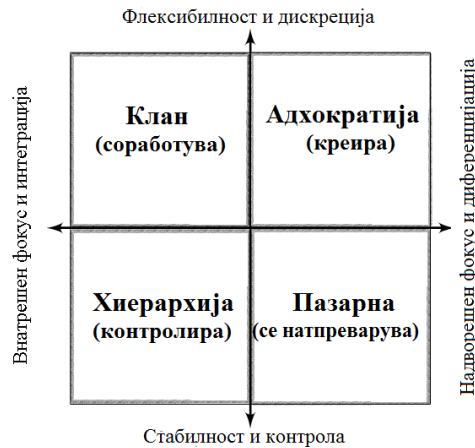 Флексибилност и дискреција
Внатрешен фокус и интеграција
Клан
(соработува)
Адхократија
(креира)
Надворешен фокус и диференцијација
Хиерархија
(контролира)
Пазарна
(се натпреварува)
Стабилност и контрола